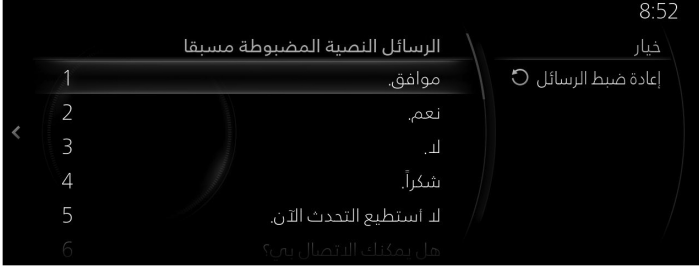 8:52
خيار
إعادة ضبط الرسائل
الرسائل النصية المضبوطة مسبقا
موافق. 1
نعم. 2
لا. 3
شكراً. 4
لا أستطيع التحدث الآن. 5
هل يمكنك الاتصال بي؟ 6